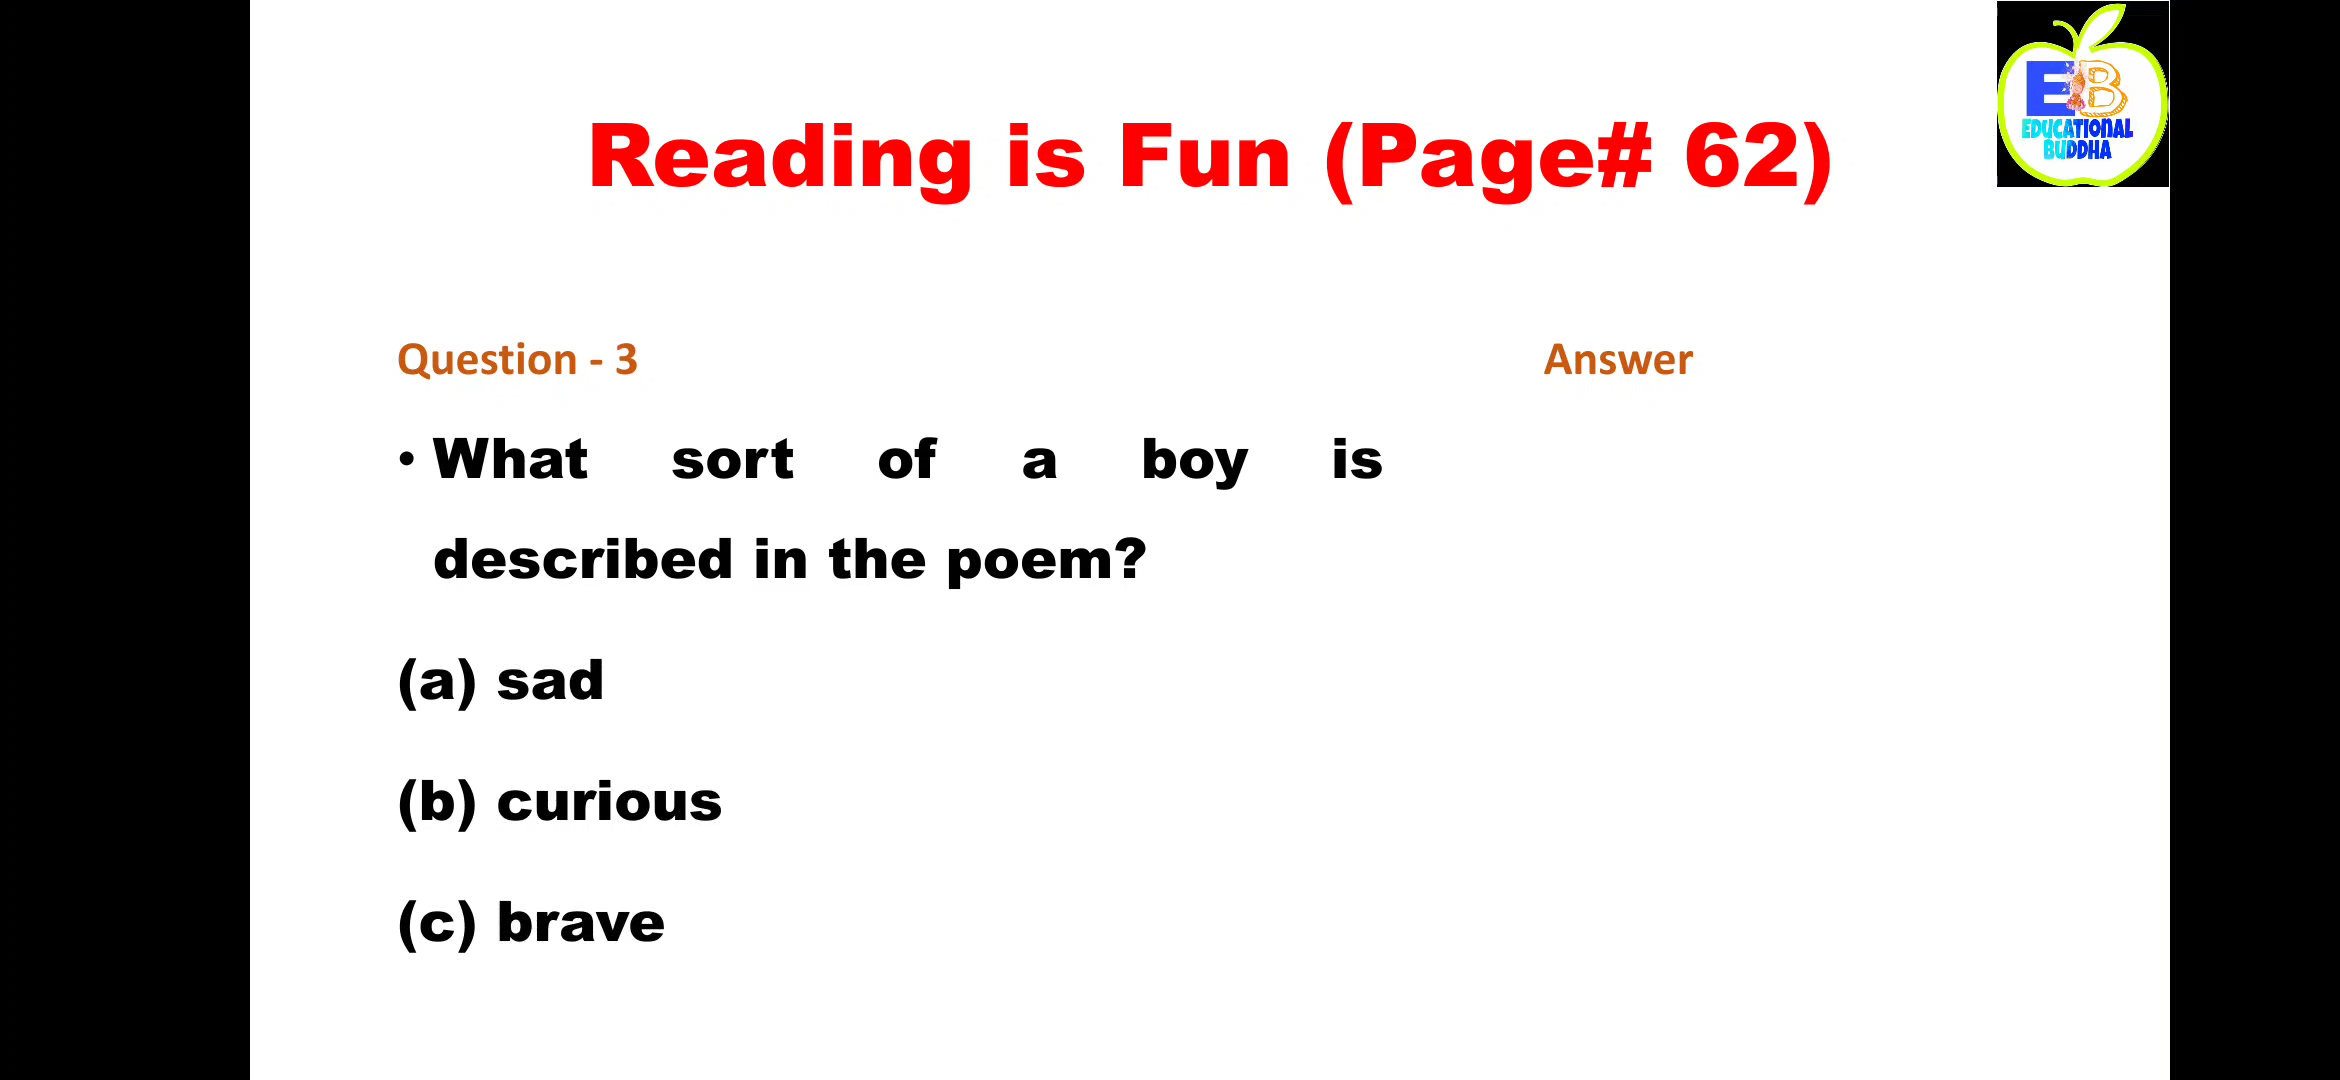 Reading is Fun (Page# 62)
EB
EDUCATIONAL
BUDDHA
Question - 3
Answer
• What sort of a boy is
described in the poem?
(a) sad
(b) curious
(c) brave